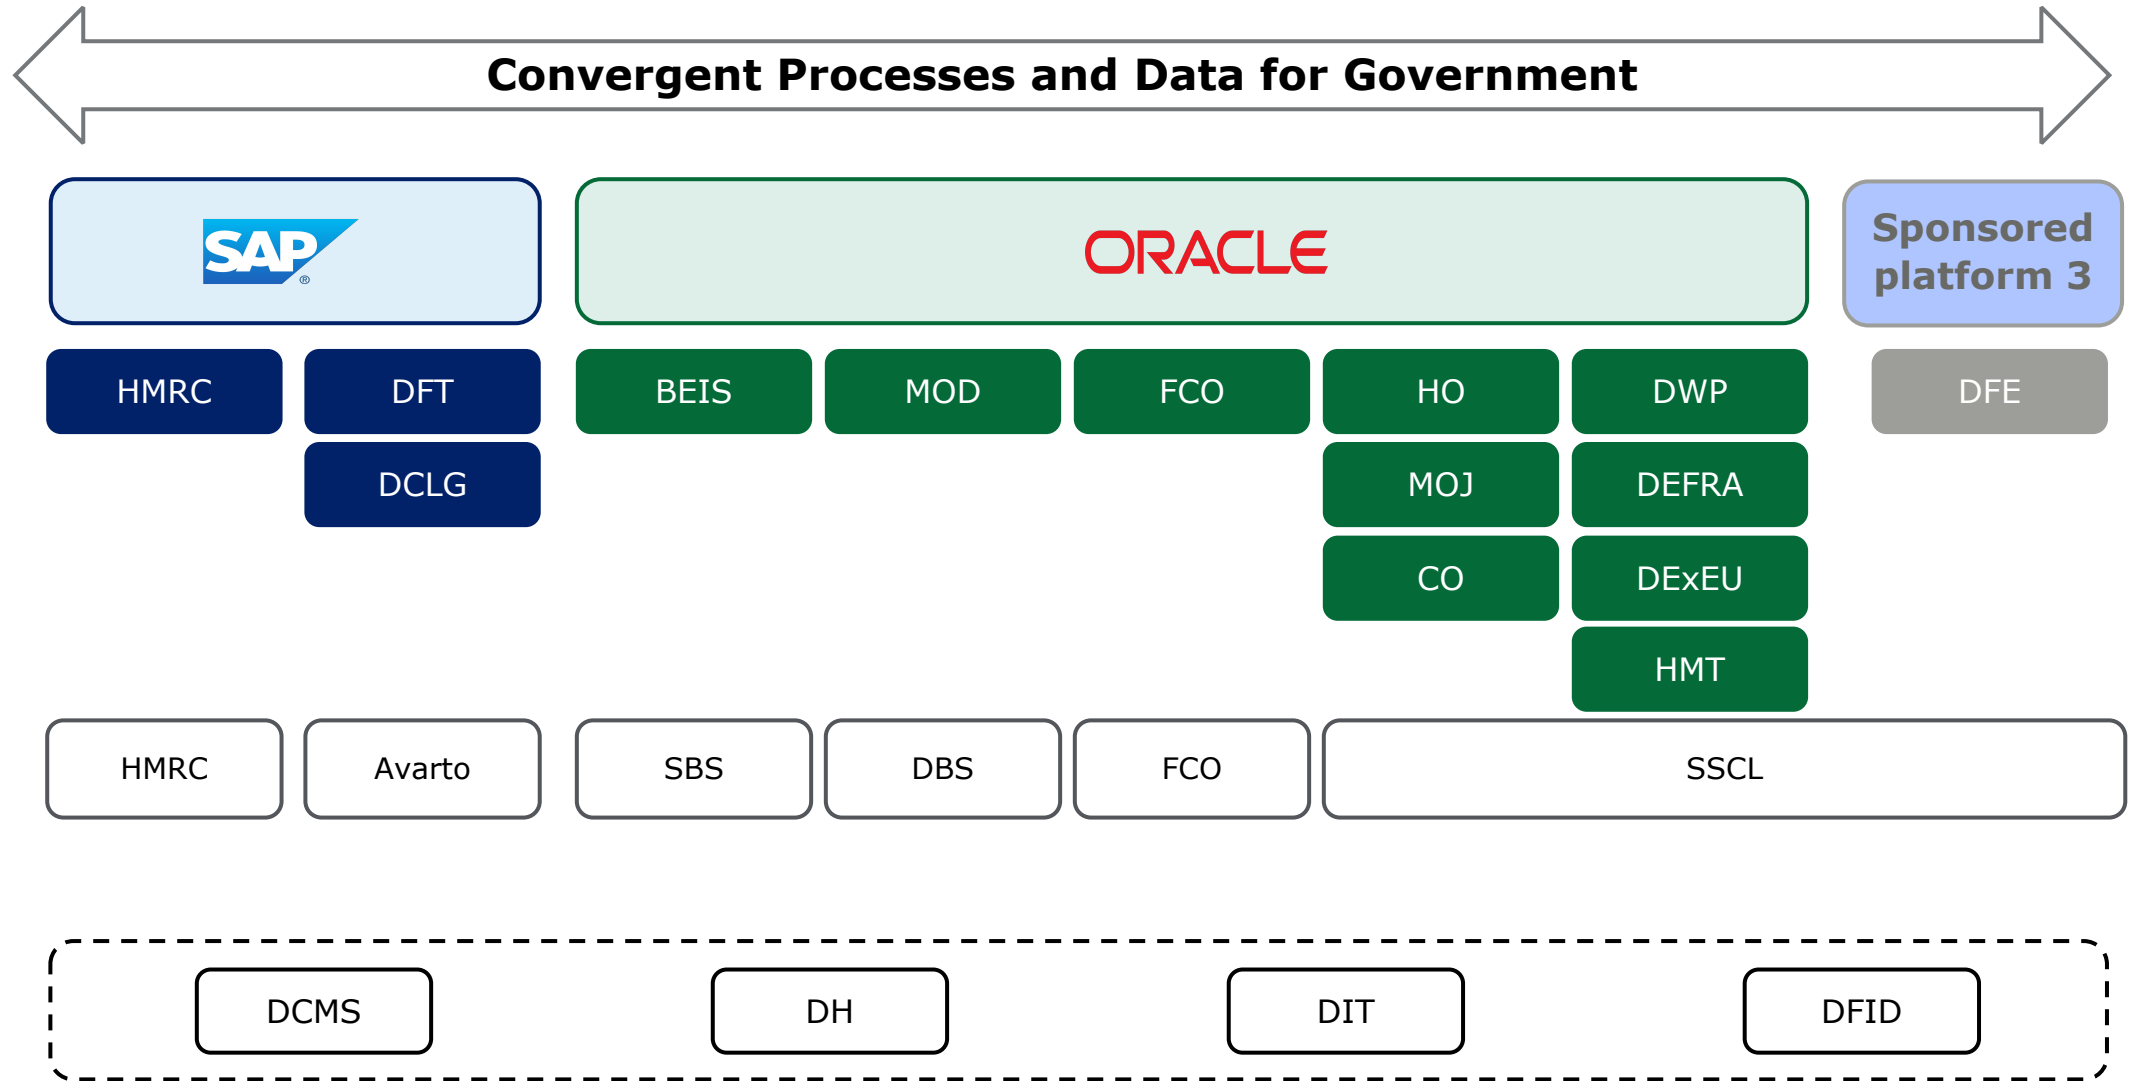 Convergent Processes and Data for Government
SAP
®
ORACLE
Sponsored
platform 3
HMRC
DFT
BEIS
MOD
FCO
HO
DWP
DFE
DCLG
MOJ
DEFRA
CO
DExEU
HMT
HMRC
Avarto
SBS
DBS
FCO
SSCL
DCMS
DH
DIT
DFID